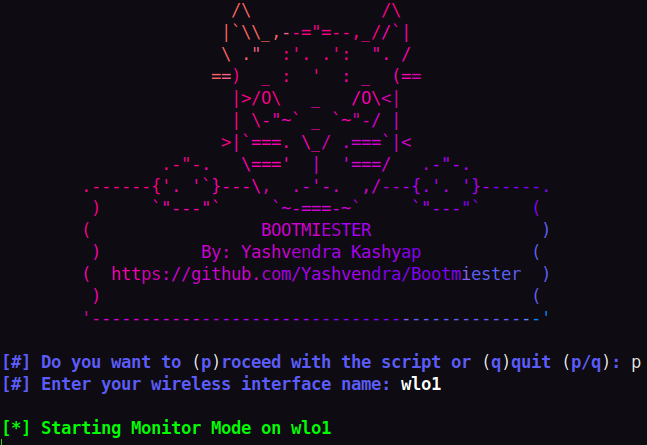 BOOTMIESTER
By: Yashvendra Kashyap
https://github.com/Yashvendra/Bootmiester
[#] Do you want to (p)roceed with the script or (q)quit (p/q): p
[#] Enter your wireless interface name: wlo1
[*] Starting Monitor Mode on wlo1